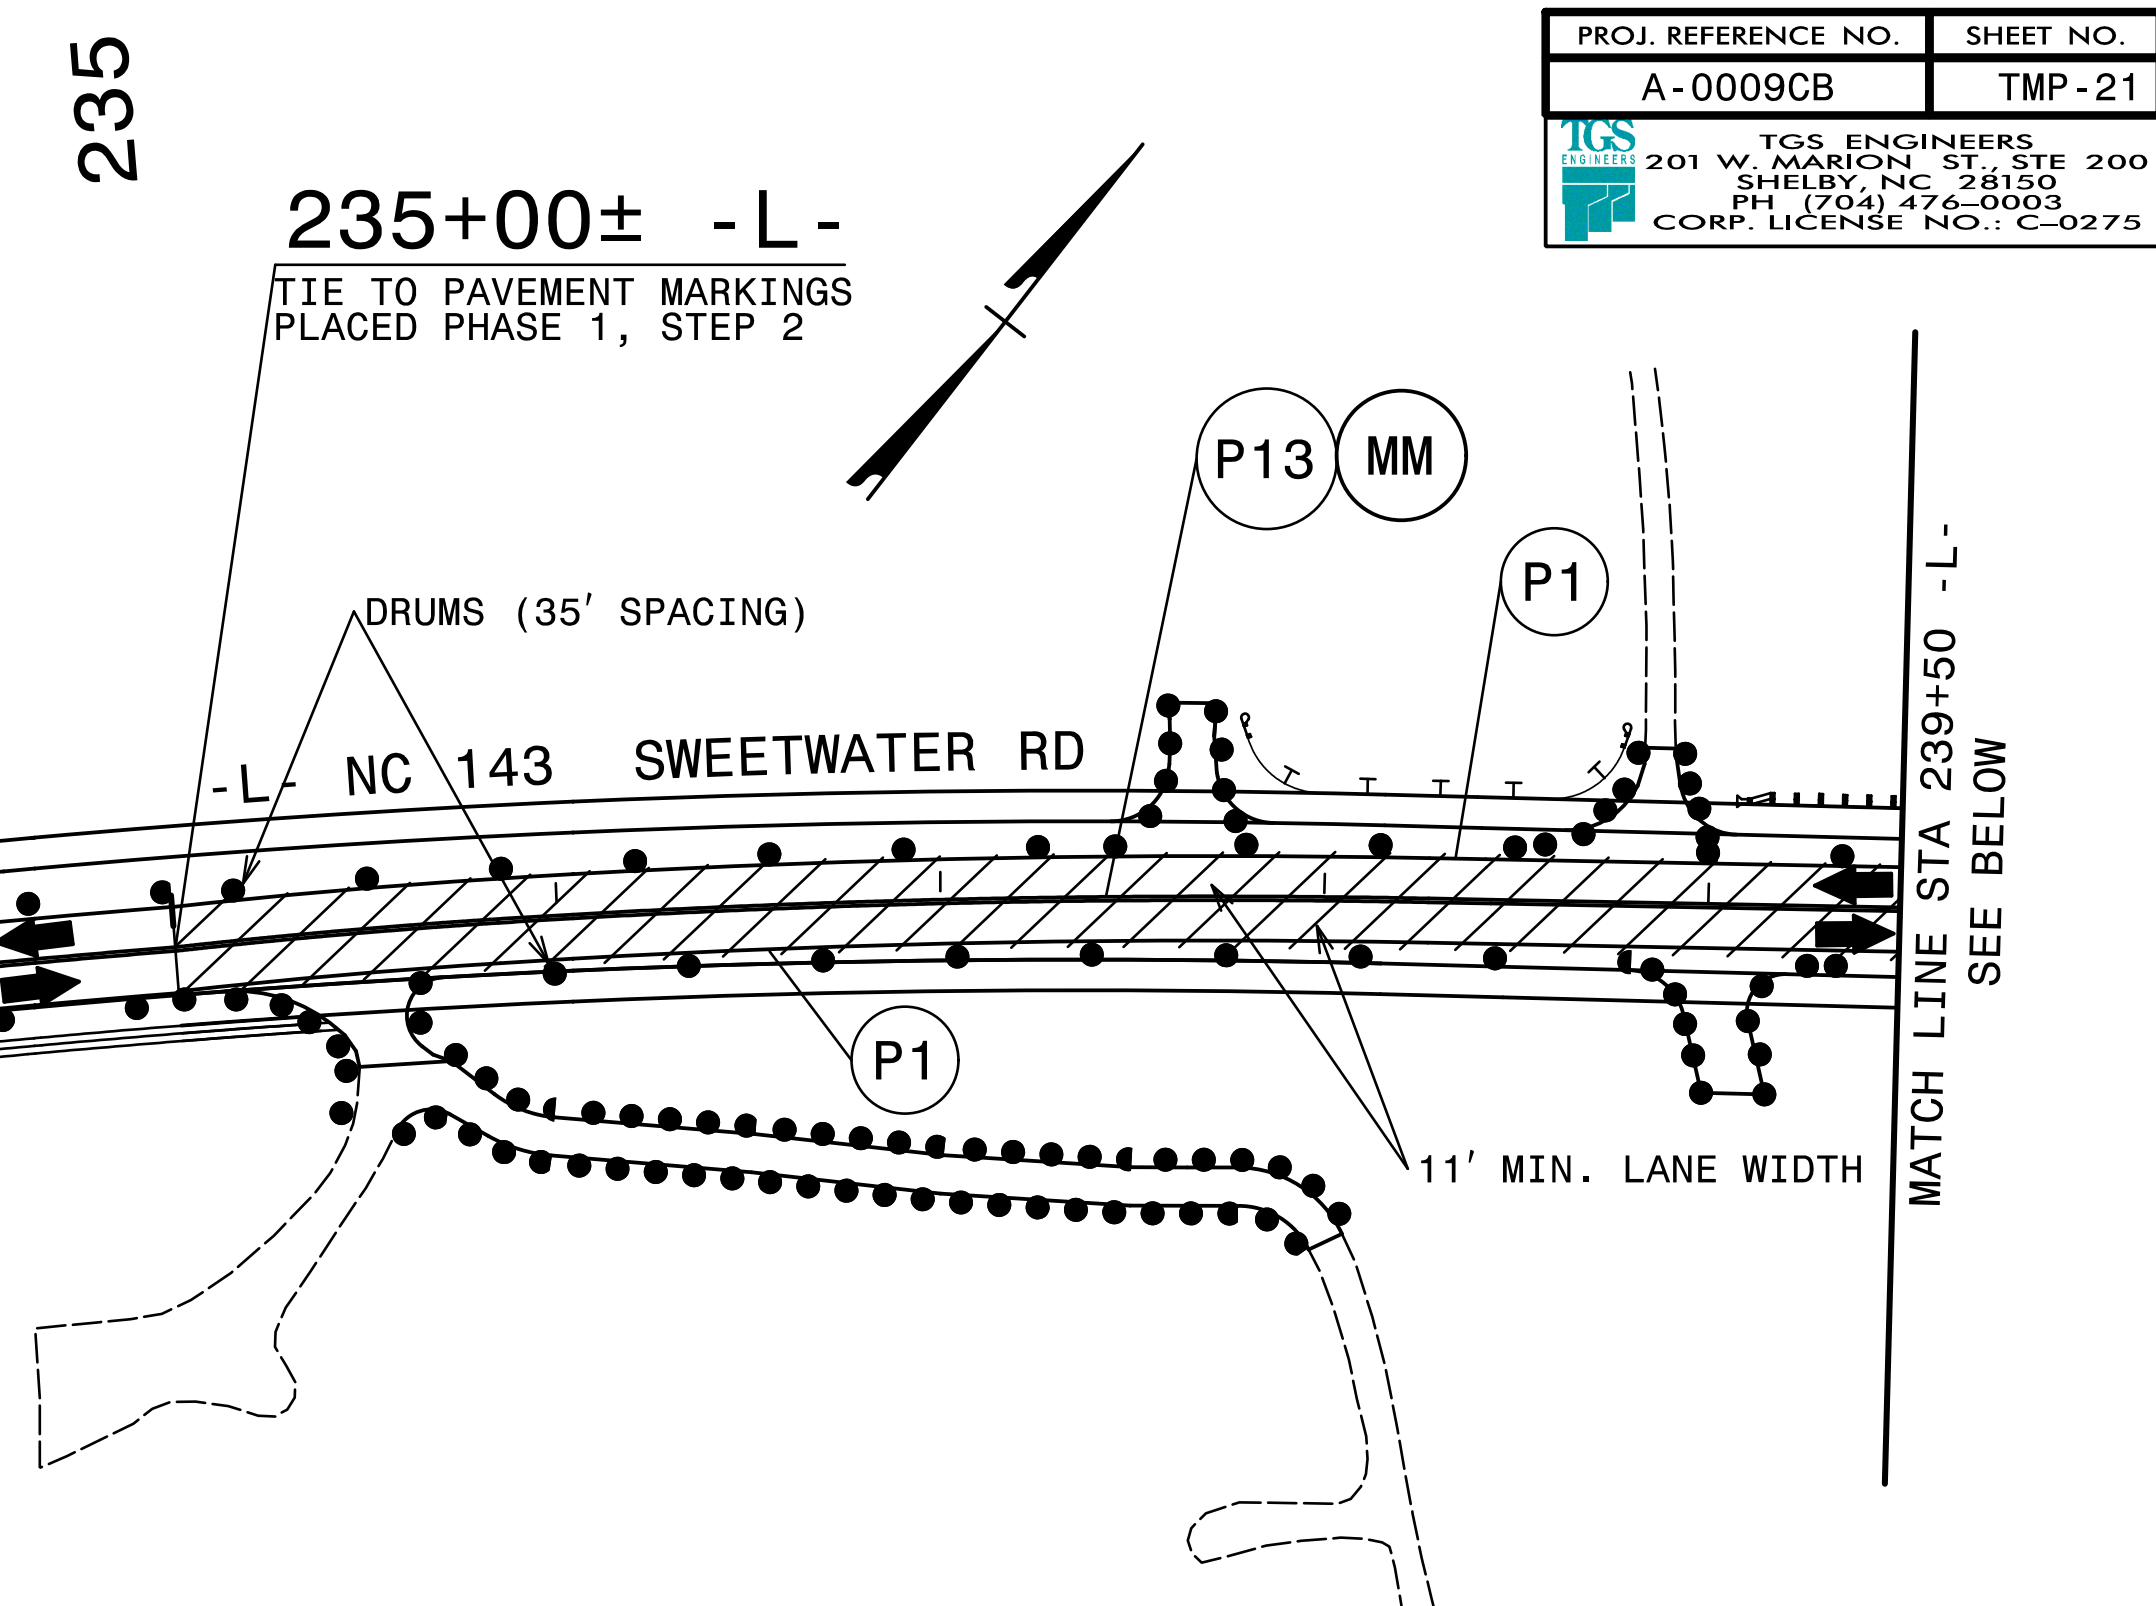 PROJ. REFERENCE NO. SHEET NO.
A-0009CB TMP-21
TGS
ENGINEERS
TGS ENGINEERS
201 W. MARION ST., STE 200
SHELBY, NC 28150
PH (704) 476-0003
CORP. LICENSE NO.: C-0275
235
235+00± -L-
TIE TO PAVEMENT MARKINGS
PLACED PHASE 1, STEP 2
P13 MM
P1
DRUMS (35' SPACING)
-L- NC 143 SWEETWATER RD
P1
11' MIN. LANE WIDTH
MATCH LINE STA 239+50 -L-
SEE BELOW